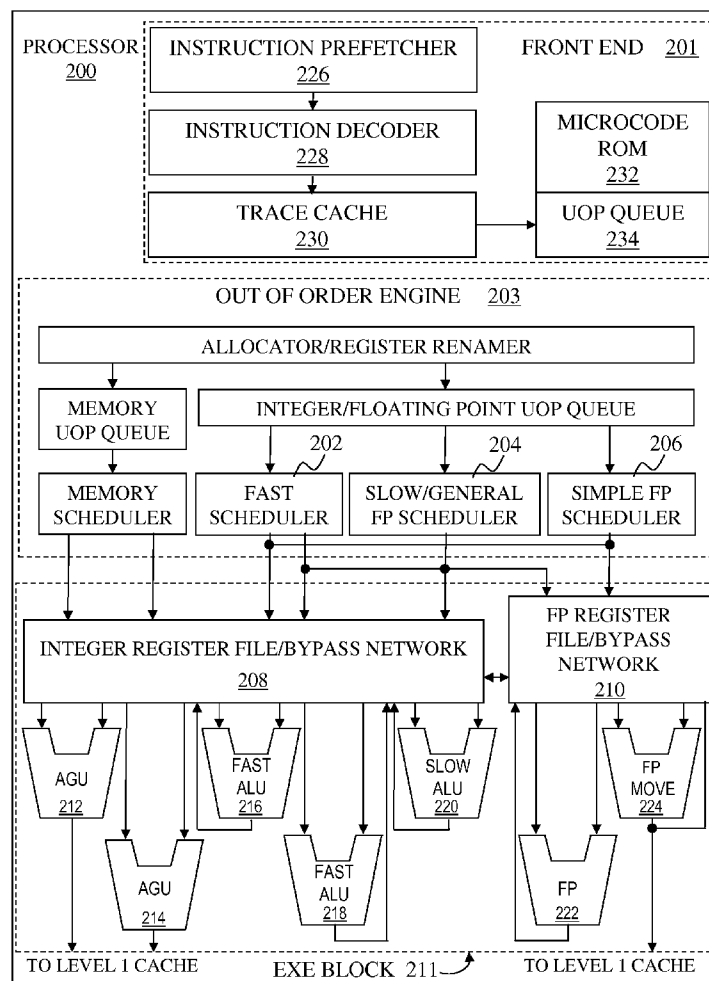 PROCESSOR
200
INSTRUCTION PREFETCHER
226
FRONT END 201
INSTRUCTION DECODER
228
MICROCODE
ROM
232
TRACE CACHE
230
UOP QUEUE
234
OUT OF ORDER ENGINE 203
ALLOCATOR/REGISTER RENAMER
MEMORY
UOP QUEUE
INTEGER/FLOATING POINT UOP QUEUE
202
204
206
MEMORY
SCHEDULER
FAST
SCHEDULER
SLOW/GENERAL
FP SCHEDULER
SIMPLE FP
SCHEDULER
INTEGER REGISTER FILE/BYPASS NETWORK
208
FP REGISTER
FILE/BYPASS
NETWORK
210
AGU
212
FAST
ALU
216
SLOW
ALU
220
FP
MOVE
224
AGU
214
FAST
ALU
218
FP
222
TO LEVEL 1 CACHE
EXE BLOCK 211
TO LEVEL 1 CACHE